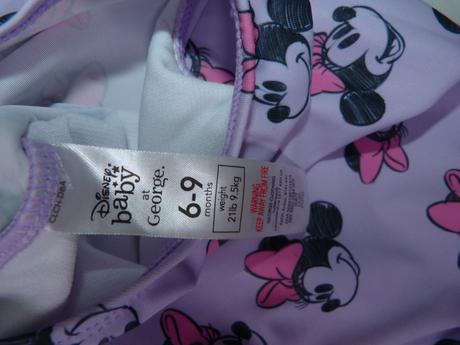 Disney
baby
at
George.
6-9
months
weight
21lb 9.5kg
WARNING
KEEP AWAY FROM FIRE